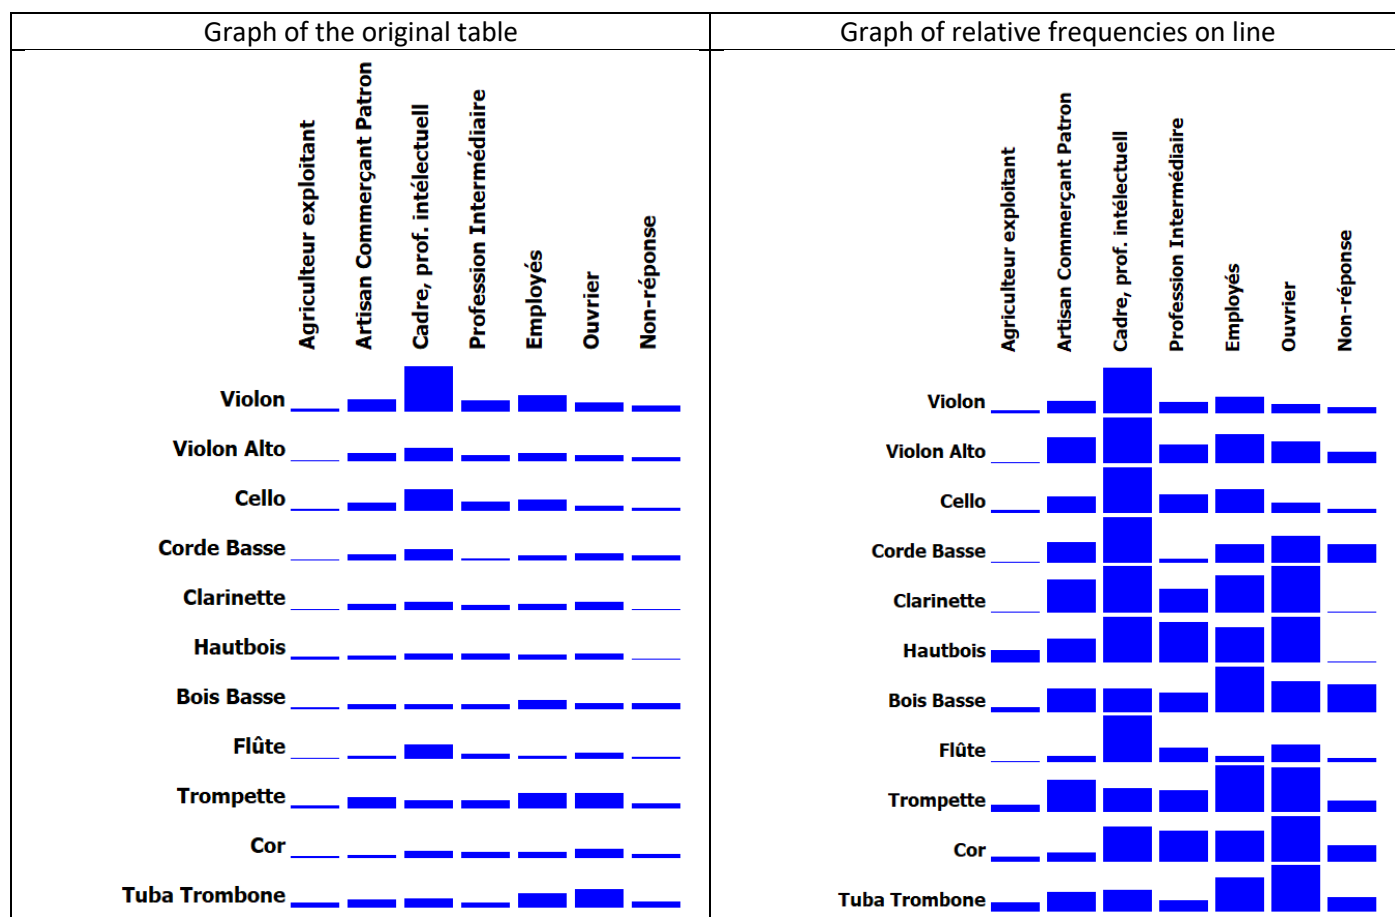 Graph of the original table
Graph of relative frequencies on line
Agriculteur exploitant
Artisan Commerçant Patron
Cadre, prof. intélectuell
Profession Intermédiaire
Employés
Ouvrier
Non-réponse
Violon
Violon Alto
Cello
Corde Basse
Clarinette
Hautbois
Bois Basse
Flûte
Trompette
Cor
Tuba Trombone
Agriculteur exploitant
Artisan Commerçant Patron
Cadre, prof. intélectuell
Profession Intermédiaire
Employés
Ouvrier
Non-réponse
Violon
Violon Alto
Cello
Corde Basse
Clarinette
Hautbois
Bois Basse
Flûte
Trompette
Cor
Tuba Trombone